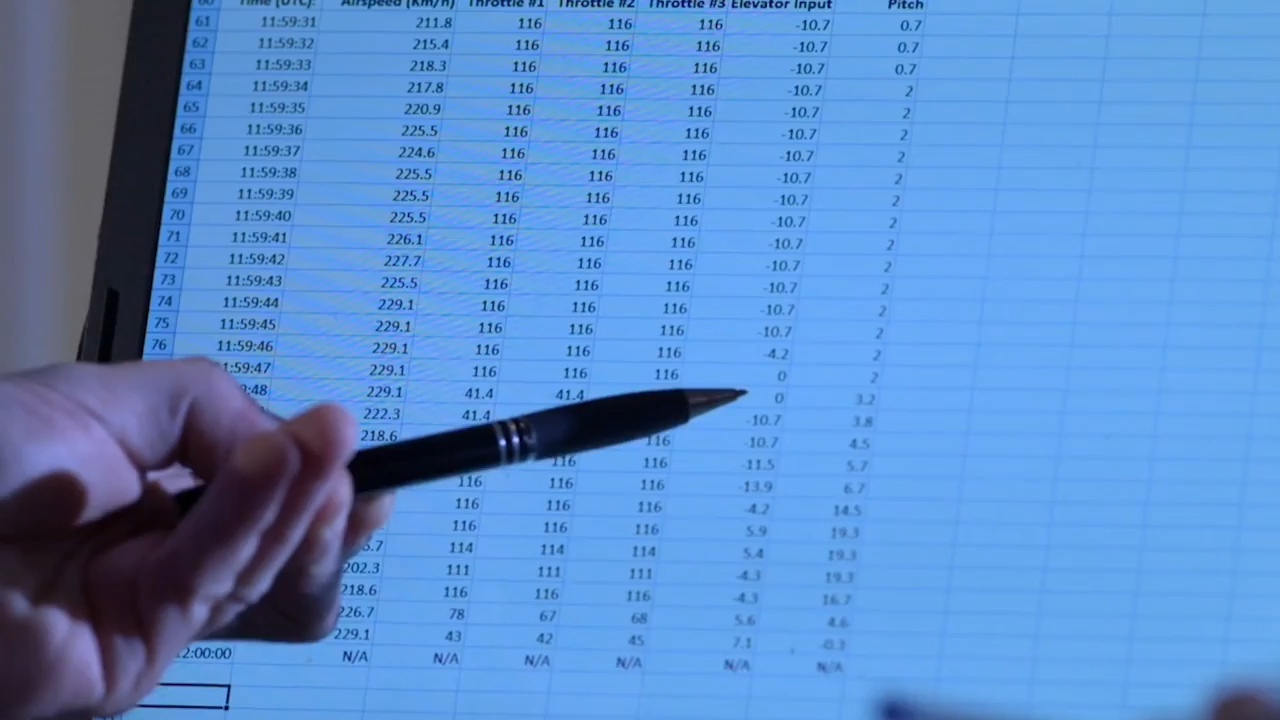 60 Time (UTC): Airspeed (Km/h) Throttle #1 Throttle #2 Throttle #3 Elevator Input Pitch
61 11:59:31 211.8 116 116 116 -10.7 0.7
62 11:59:32 215.4 116 116 116 -10.7 0.7
63 11:59:33 218.3 116 116 116 -10.7 0.7
64 11:59:34 217.8 116 116 116 -10.7 2
65 11:59:35 220.9 116 116 116 -10.7 2
66 11:59:36 225.5 116 116 116 -10.7 2
67 11:59:37 224.6 116 116 116 -10.7 2
68 11:59:38 225.5 116 116 116 -10.7 2
69 11:59:39 225.5 116 116 116 -10.7 2
70 11:59:40 225.5 116 116 116 -10.7 2
71 11:59:41 226.1 116 116 116 -10.7 2
72 11:59:42 227.7 116 116 116 -10.7 2
73 11:59:43 225.5 116 116 116 -10.7 2
74 11:59:44 229.1 116 116 116 -10.7 2
75 11:59:45 229.1 116 116 116 -10.7 2
76 11:59:46 229.1 116 116 116 -4.2 2
1:59:47 229.1 116 116 116 0 2
:48 229.1 41.4 41.4 0 3.2
222.3 41.4 -10.7 3.8
218.6 116 -10.7 4.5
116 116 -11.5 5.7
116 116 116 -13.9 6.7
116 116 116 -4.2 14.5
116 116 116 5.9 19.3
6.7 114 114 114 5.4 19.3
202.3 111 111 111 -4.3 19.3
218.6 116 116 116 -4.3 16.7
226.7 78 67 68 5.6 4.6
229.1 43 42 45 7.1 -0.3
12:00:00 N/A N/A N/A N/A N/A N/A